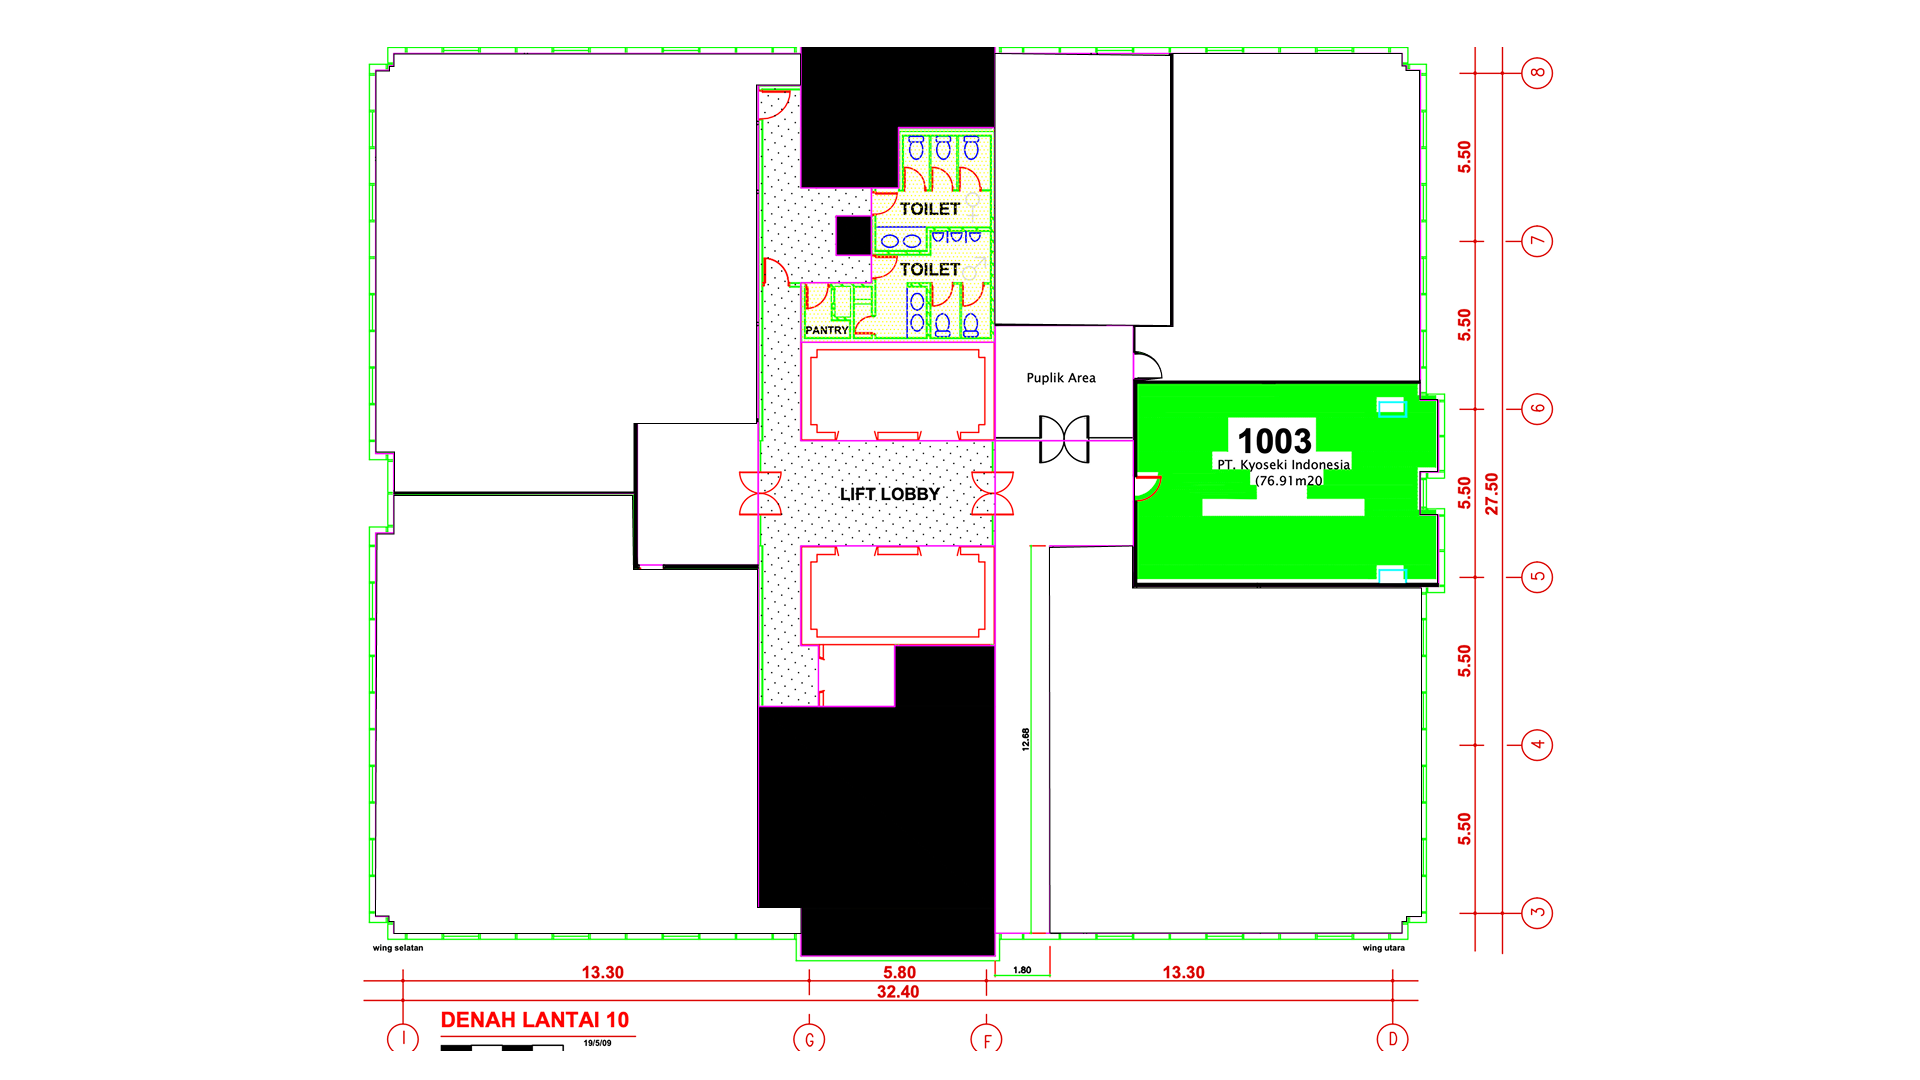 8
5.50
TOILET
7
TOILET
5.50
PANTRY
Puplik Area
6
1003
PT. Kyoseki Indonesia
(76.91m20
LIFT LOBBY
5.50
27.50
5
5.50
12.68
4
5.50
3
wing selatan
wing utara
13.30
5.80
1.80
13.30
32.40
DENAH LANTAI 10
19/5/09
I
G
F
D